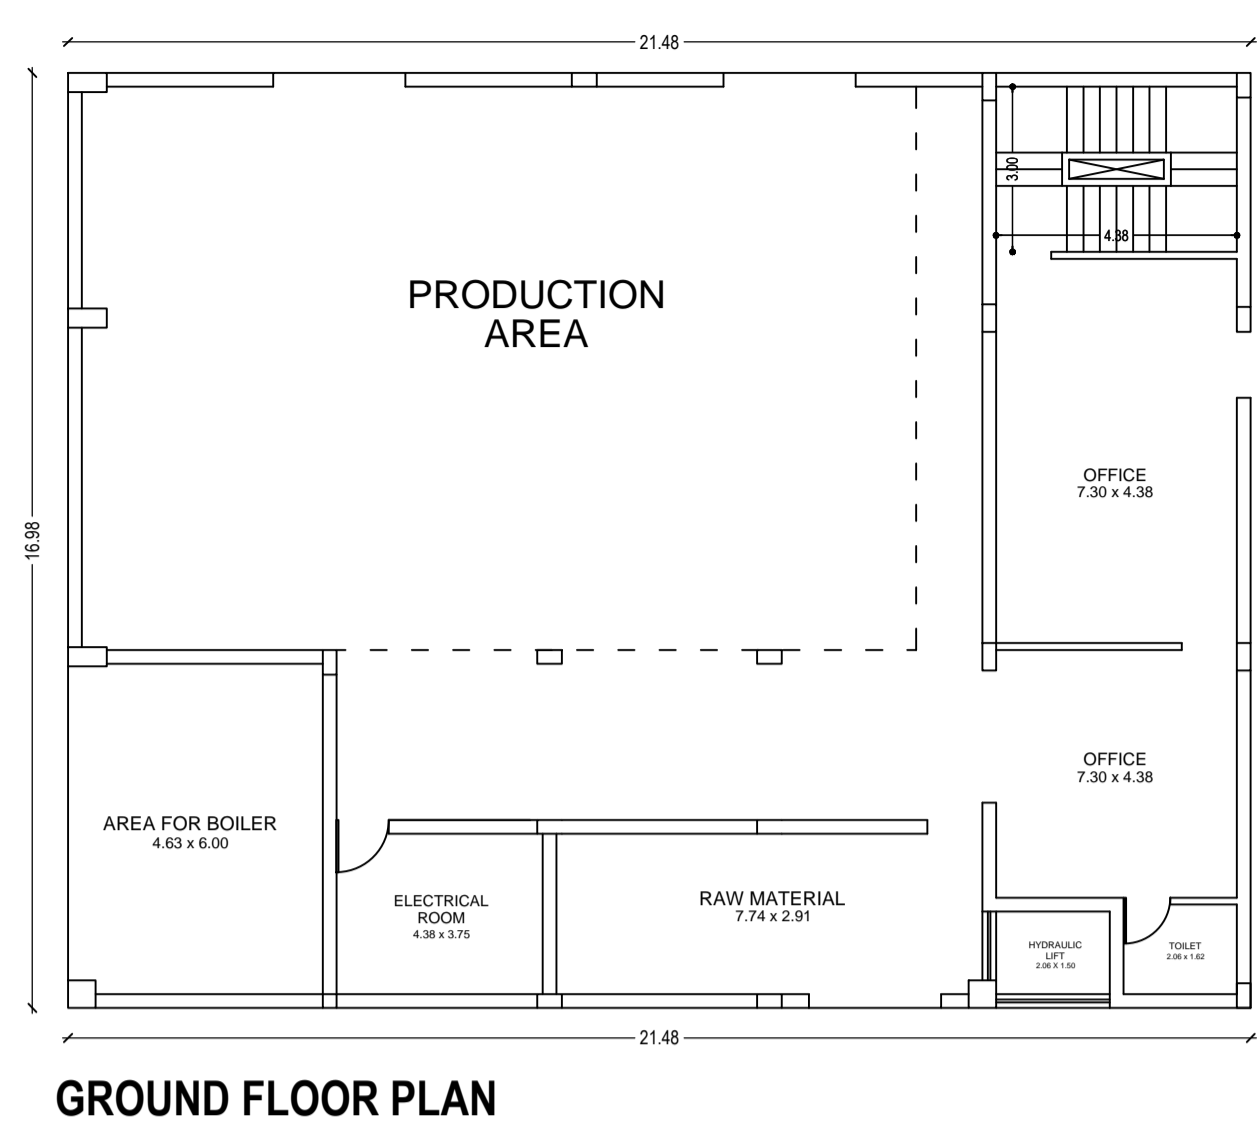 21.48
16.98
3.00
4.38
PRODUCTION
AREA
OFFICE
7.30 x 4.38
OFFICE
7.30 x 4.38
AREA FOR BOILER
4.63 x 6.00
ELECTRICAL
ROOM
4.38 x 3.75
RAW MATERIAL
7.74 x 2.91
HYDRAULIC
LIFT
2.06 X 1.50
TOILET
2.06 x 1.62
21.48
GROUND FLOOR PLAN